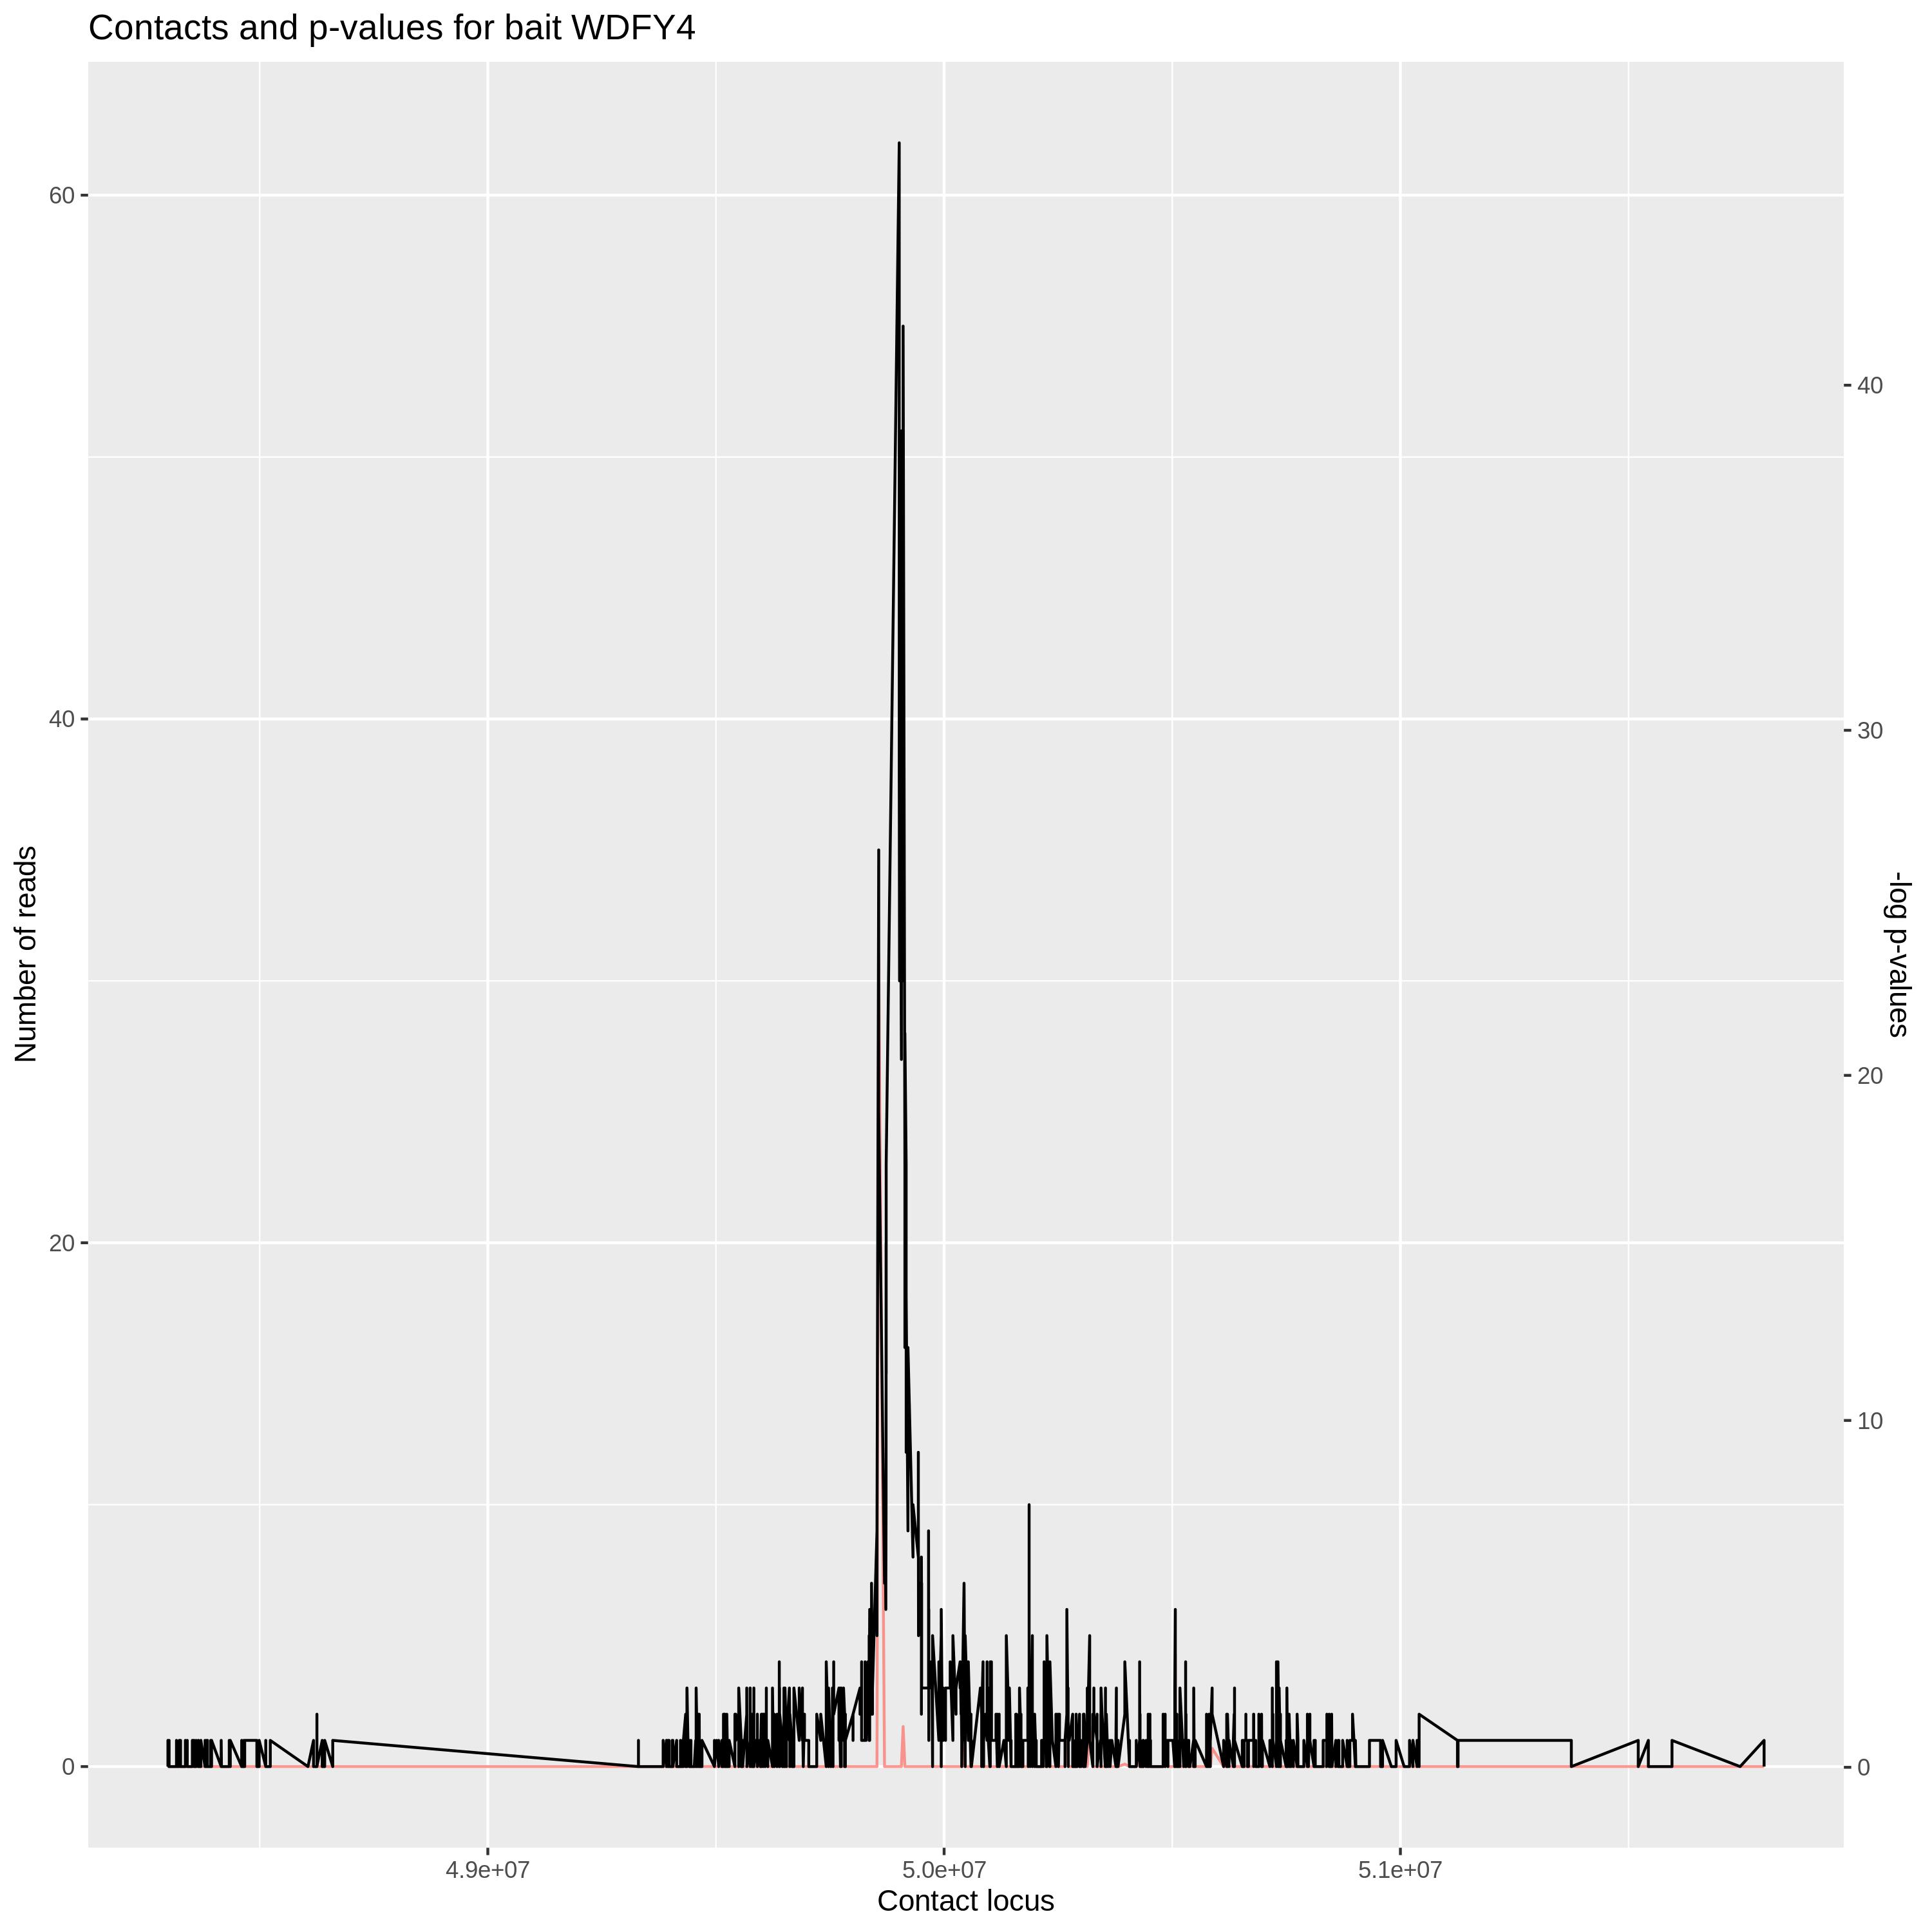 Contacts and p-values for bait WDFY4
60
40
20
0
Number of reads
40
30
20
10
0
-log p-values
4.9e+07
5.0e+07
5.1e+07
Contact locus